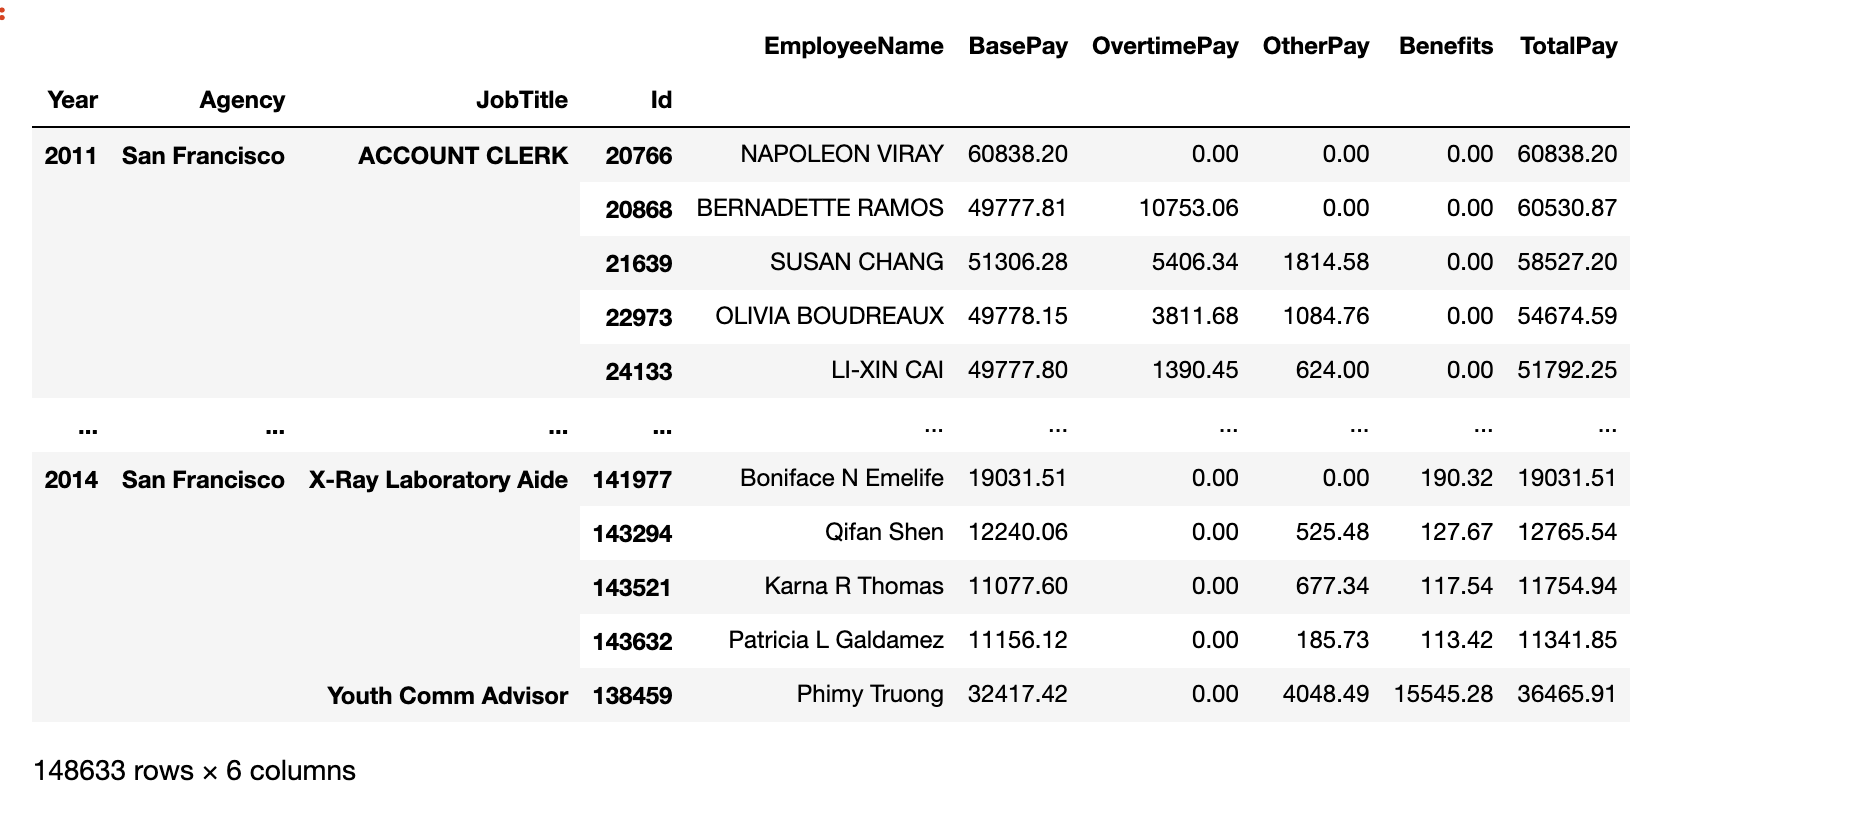 EmployeeName BasePay OvertimePay OtherPay Benefits TotalPay
Year Agency JobTitle Id
2011 San Francisco ACCOUNT CLERK 20766 NAPOLEON VIRAY 60838.20 0.00 0.00 0.00 60838.20
20868 BERNADETTE RAMOS 49777.81 10753.06 0.00 0.00 60530.87
21639 SUSAN CHANG 51306.28 5406.34 1814.58 0.00 58527.20
22973 OLIVIA BOUDREAUX 49778.15 3811.68 1084.76 0.00 54674.59
24133 LI-XIN CAI 49777.80 1390.45 624.00 0.00 51792.25
... ... ... ... ... ... ... ... ... ...
2014 San Francisco X-Ray Laboratory Aide 141977 Boniface N Emelife 19031.51 0.00 0.00 190.32 19031.51
143294 Qifan Shen 12240.06 0.00 525.48 127.67 12765.54
143521 Karna R Thomas 11077.60 0.00 677.34 117.54 11754.94
143632 Patricia L Galdamez 11156.12 0.00 185.73 113.42 11341.85
Youth Comm Advisor 138459 Phimy Truong 32417.42 0.00 4048.49 15545.28 36465.91
148633 rows × 6 columns